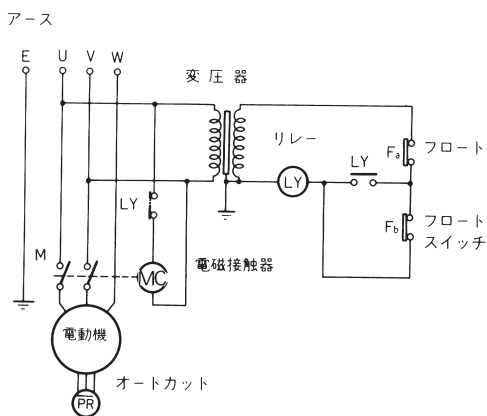 アース
E U V W
変圧器
リレー
Fa フロート
LY
LY
LY
Fb フロート
スイッチ
M
MC
電磁接触器
電動機
オートカット
PR